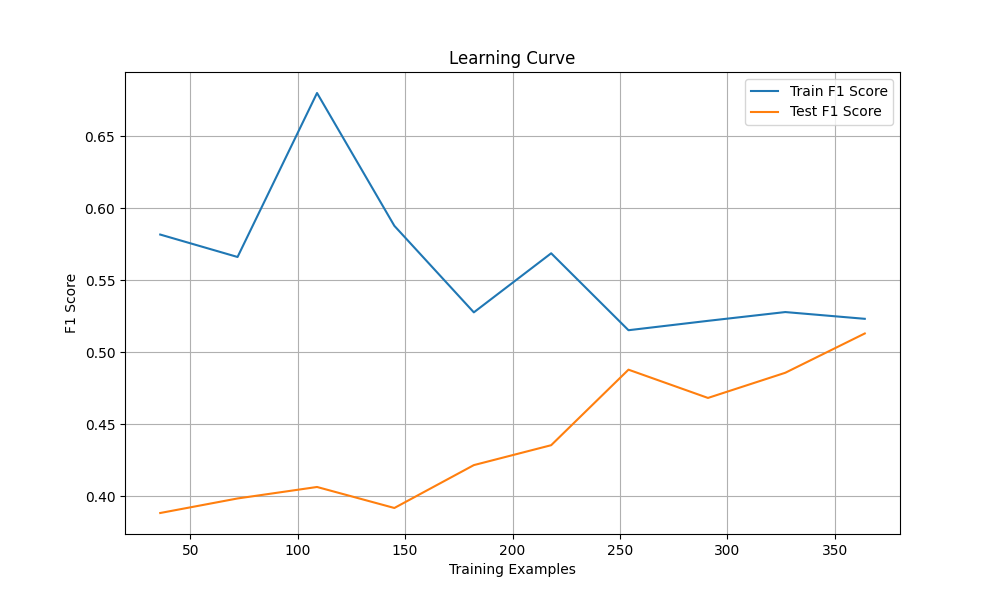 Learning Curve
Train F1 Score
Test F1 Score
0.65
0.60
0.55
0.50
0.45
0.40
F1 Score
50 100 150 200 250 300 350
Training Examples